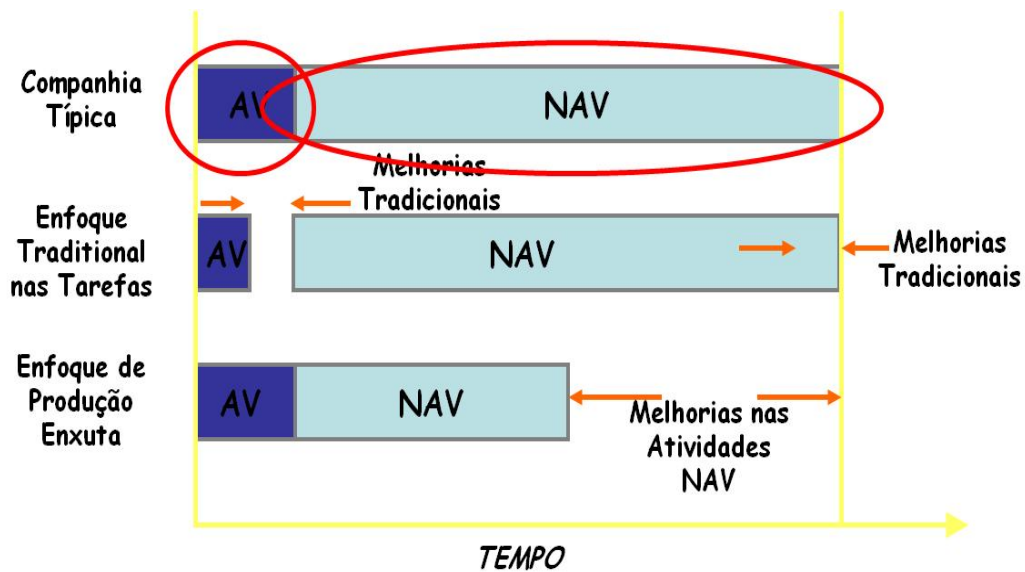 Companhia
Típica
AV
NAV
Melhorias
Tradicionais
Enfoque
Traditional
nas Tarefas
AV
NAV
Melhorias
Tradicionais
Enfoque de
Produção
Enxuta
AV
NAV
Melhorias nas
Atividades
NAV
TEMPO